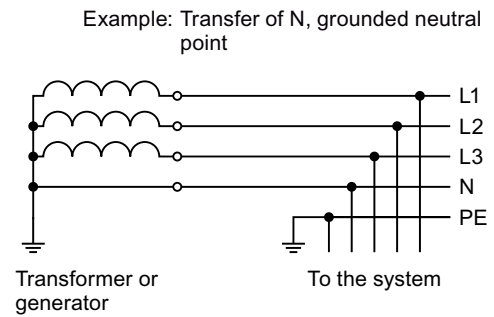 Example: Transfer of N, grounded neutral
point
L1
L2
L3
N
PE
Transformer or
generator
To the system